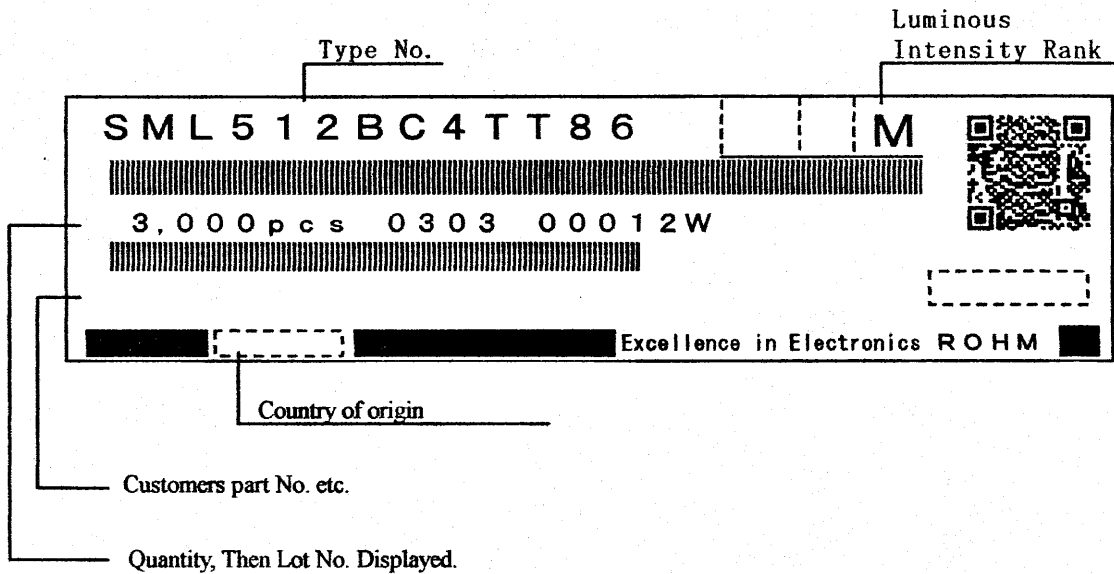 Luminous
Type No. Intensity Rank
SML512BC4TT86 M
3,000pcs 0303 00012W
Excellence in Electronics ROHM
Country of origin
Customers part No. etc.
Quantity, Then Lot No. Displayed.